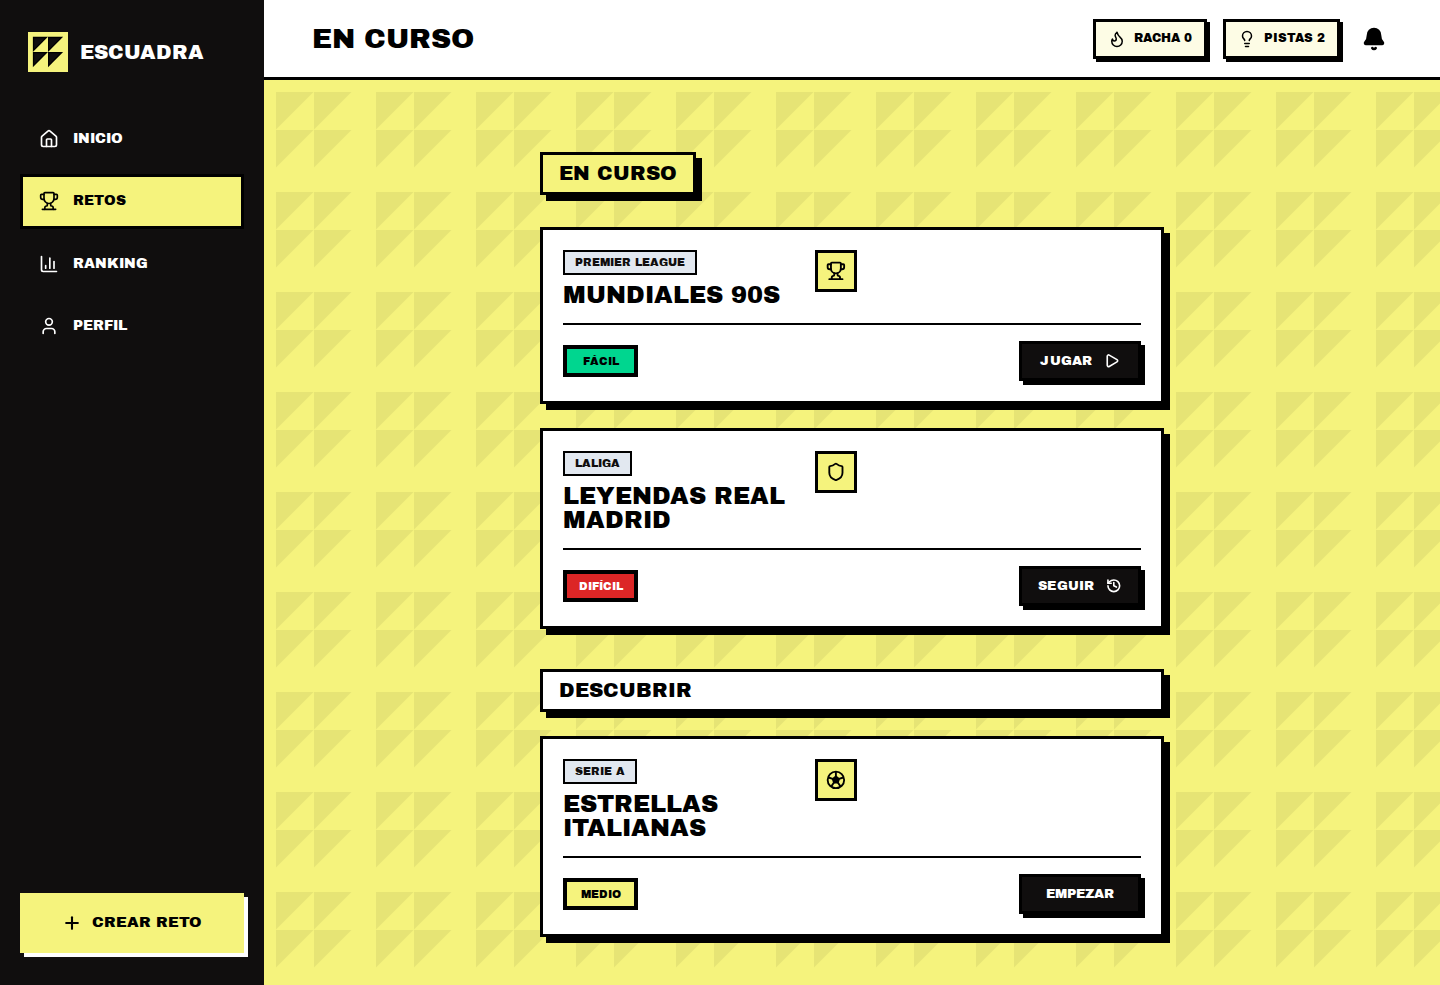 ESCUADRA
INICIO
RETOS
RANKING
PERFIL
CREAR RETO
EN CURSO
RACHA 0
PISTAS 2
EN CURSO
PREMIER LEAGUE
MUNDIALES 90S
FÁCIL
JUGAR
LALIGA
LEYENDAS REAL
MADRID
DIFÍCIL
SEGUIR
DESCUBRIR
SERIE A
ESTRELLAS
ITALIANAS
MEDIO
EMPEZAR